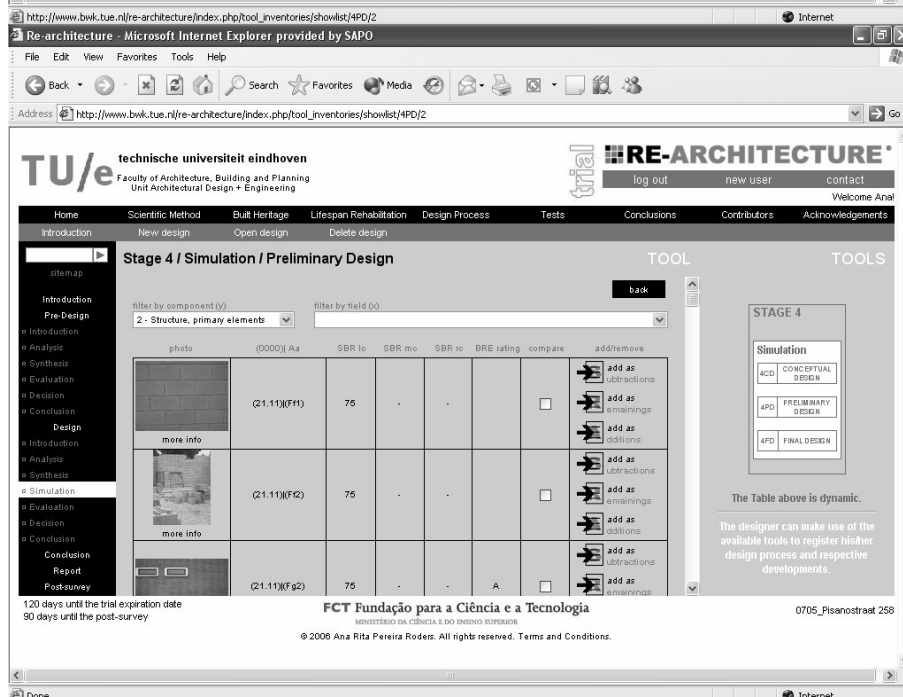 http://www.bwk.tue.nl/re-architecture/index.php/tool_inventories/showlist/4PD/2 Internet
Re-architecture - Microsoft Internet Explorer provided by SAPO
File Edit View Favorites Tools Help
Back Search Favorites Media
Address http://www.bwk.tue.nl/re-architecture/index.php/tool_inventories/showlist/4PD/2 Go
TU/e technische universiteit eindhoven
Faculty of Architecture, Building and Planning
Unit Architectural Design + Engineering
trial
RE-ARCHITECTURE
log out new user contact
Welcome Ana!
Home Scientific Method Built Heritage Lifespan Rehabilitation Design Process Tests Conclusions Contributors Acknowledgements
Introduction New design Open design Delete design
sitemap
Introduction
Pre-Design
Introduction
Analysis
Synthesis
Evaluation
Decision
Conclusion
Design
Introduction
Analysis
Synthesis
Simulation
Evaluation
Decision
Conclusion
Conclusion
Report
Post-survey
Stage 4 / Simulation / Preliminary Design TOOL
back
filter by component (y) filter by field (x)
2 - Structure, primary elements
photo (0000)| Aa SBR lc SBR mc SBR rc BRE rating compare add/remove
more info (21.11)|(Ff1) 75 - -
add as
ubtractions
add as
emainings
add as
dditions
more info (21.11)|(Ff2) 75 - -
add as
ubtractions
add as
emainings
add as
dditions
(21.11)|(Fg2) 75 - - A
add as
ubtractions
add as
emainings
TOOLS
STAGE 4
Simulation
4CD CONCEPTUAL DESIGN
4PD PRELIMINARY DESIGN
4FD FINAL DESIGN
The Table above is dynamic.
The designer can make use of the
available tools to register his/her
design process and respective
developments.
120 days until the trial expiration date
90 days until the post-survey
FCT Fundação para a Ciência e a Tecnologia
MINISTÉRIO DA CIÊNCIA E DO ENSINO SUPERIOR
0705_Pisanostraat 258
© 2006 Ana Rita Pereira Roders. All rights reserved. Terms and Conditions.
Done Internet